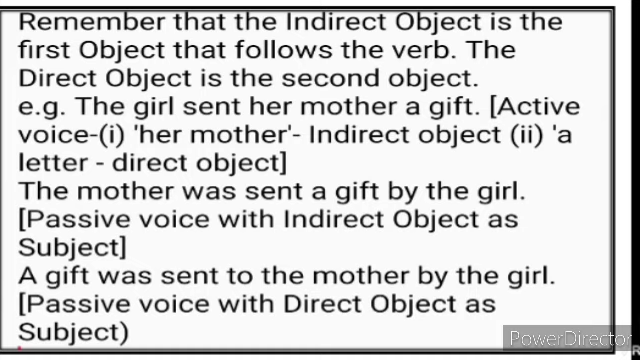 Remember that the Indirect Object is the
first Object that follows the verb. The
Direct Object is the second object.
e.g. The girl sent her mother a gift. [Active
voice-(i) 'her mother'- Indirect object (ii) 'a
letter - direct object]
The mother was sent a gift by the girl.
[Passive voice with Indirect Object as
Subject]
A gift was sent to the mother by the girl.
[Passive voice with Direct Object as
Subject)
PowerDirector